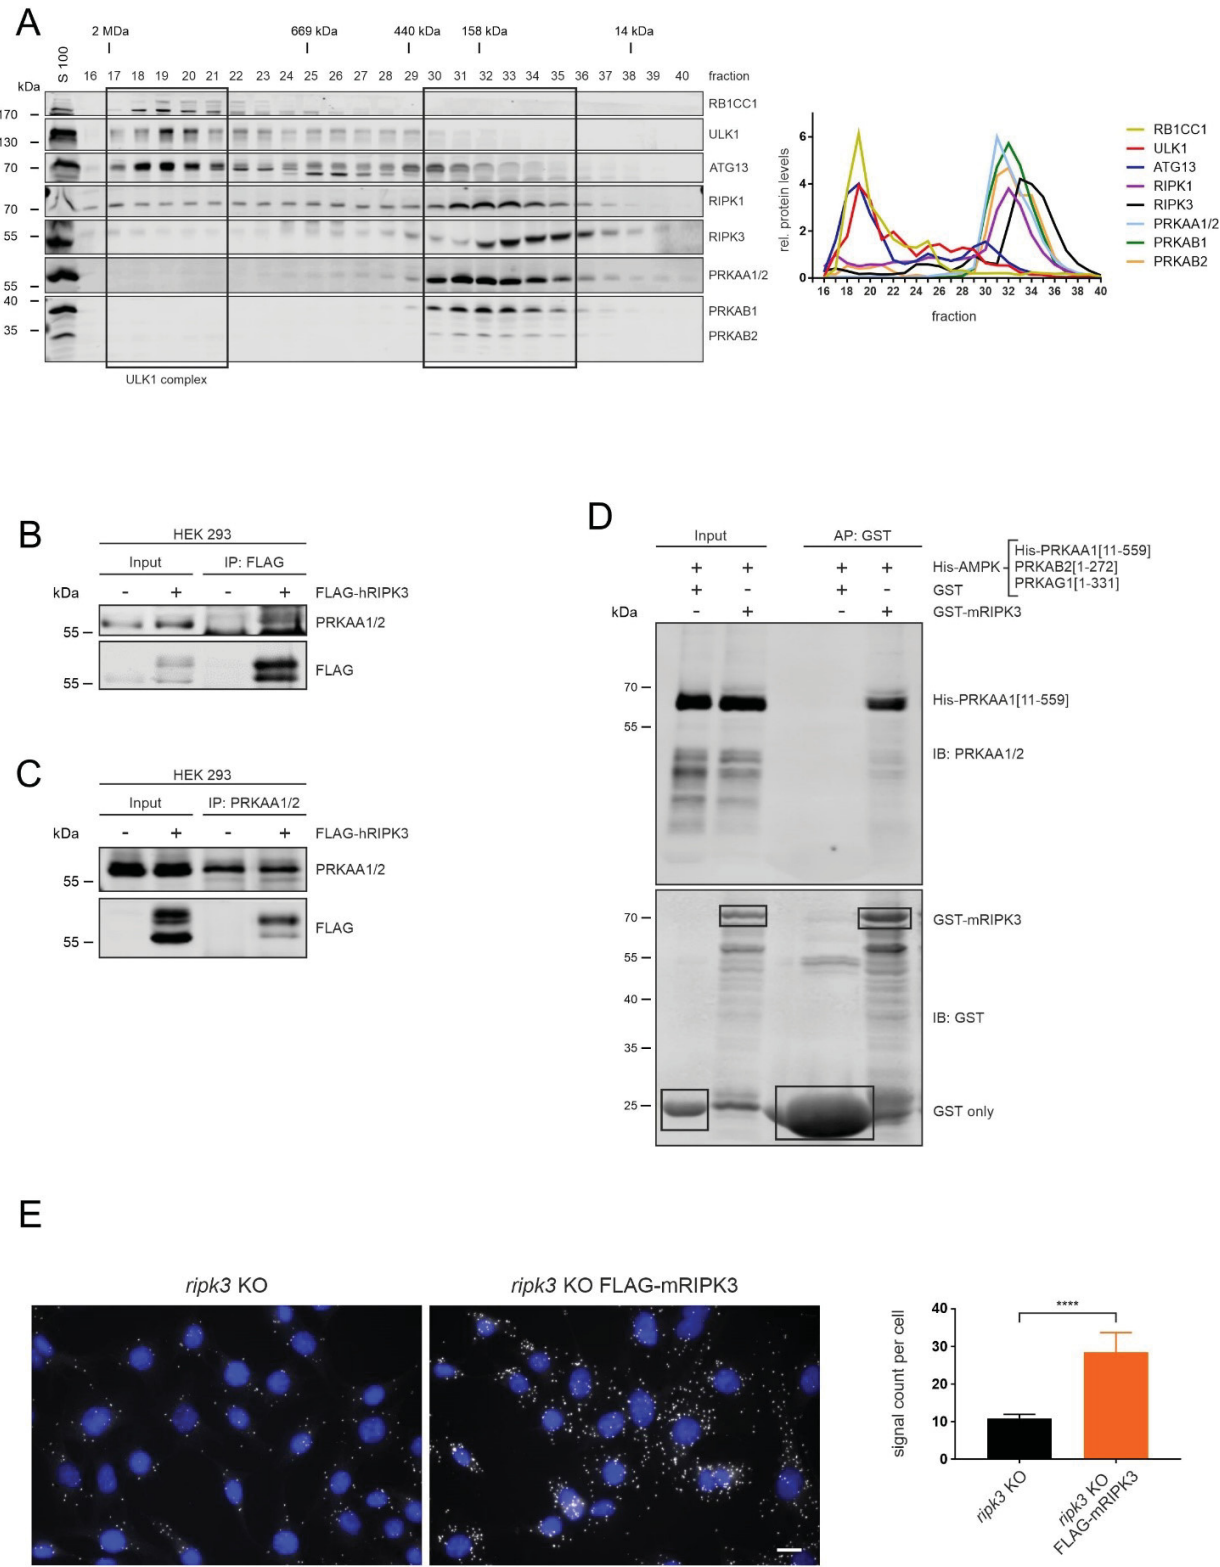 A
2 MDa 669 kDa 440 kDa 158 kDa 14 kDa
S 100
16 17 18 19 20 21 22 23 24 25 26 27 28 29 30 31 32 33 34 35 36 37 38 39 40 fraction
kDa
170
RB1CC1
130
ULK1
70
ATG13
70
RIPK1
55
RIPK3
55
PRKAA1/2
40
PRKAB1
35
PRKAB2
ULK1 complex
rel. protein levels
6
4
2
0
16 18 20 22 24 26 28 30 32 34 36 38 40
fraction
RB1CC1
ULK1
ATG13
RIPK1
RIPK3
PRKAA1/2
PRKAB1
PRKAB2
B
HEK 293
Input IP: FLAG
kDa - + - + FLAG-hRIPK3
PRKAA1/2
55
FLAG
55
C
HEK 293
Input IP: PRKAA1/2
kDa - + - + FLAG-hRIPK3
PRKAA1/2
55
FLAG
55
D
Input AP: GST
His-PRKAA1[11-559]
+ + + + His-AMPK PRKAB2[1-272]
PRKAG1[1-331]
+ - + - GST
kDa - + - + GST-mRIPK3
70
His-PRKAA1[11-559]
55
IB: PRKAA1/2
70
GST-mRIPK3
55
40
IB: GST
35
25
GST only
E
ripk3 KO
ripk3 KO FLAG-mRIPK3
signal count per cell
40
30
20
10
0
****
ripk3 KO
ripk3 KO
FLAG-mRIPK3